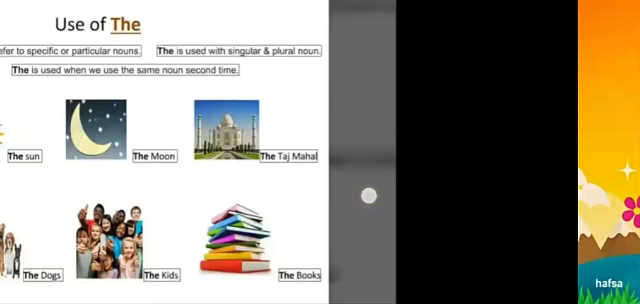 Use of The
efer to specific or particular nouns. The is used with singular & plural noun.
The is used when we use the same noun second time.
The sun The Moon The Taj Mahal
The Dogs The Kids The Books
hafsa